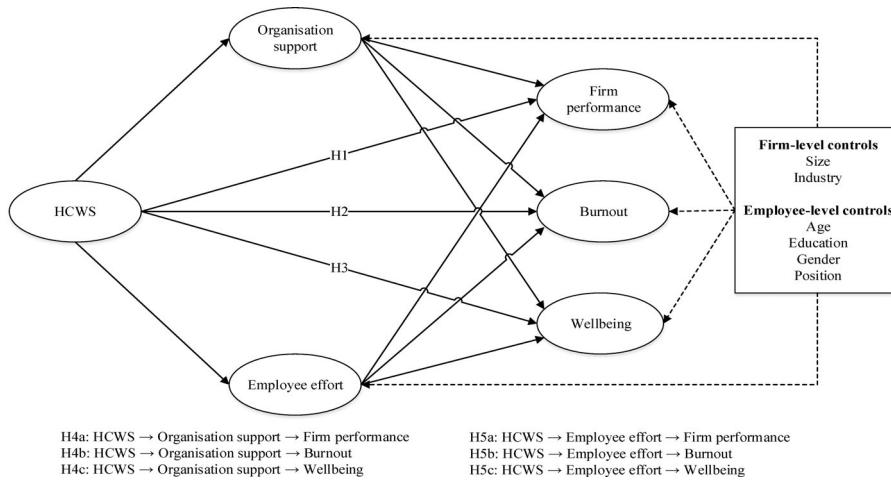 Organisation
support
Firm
performance
Firm-level controls
Size
Industry
H1
HCWS
H2
Burnout
Employee-level controls
Age
Education
Gender
Position
H3
Wellbeing
Employee effort
H4a: HCWS → Organisation support → Firm performance
H4b: HCWS → Organisation support → Burnout
H4c: HCWS → Organisation support → Wellbeing
H5a: HCWS → Employee effort → Firm performance
H5b: HCWS → Employee effort → Burnout
H5c: HCWS → Employee effort → Wellbeing